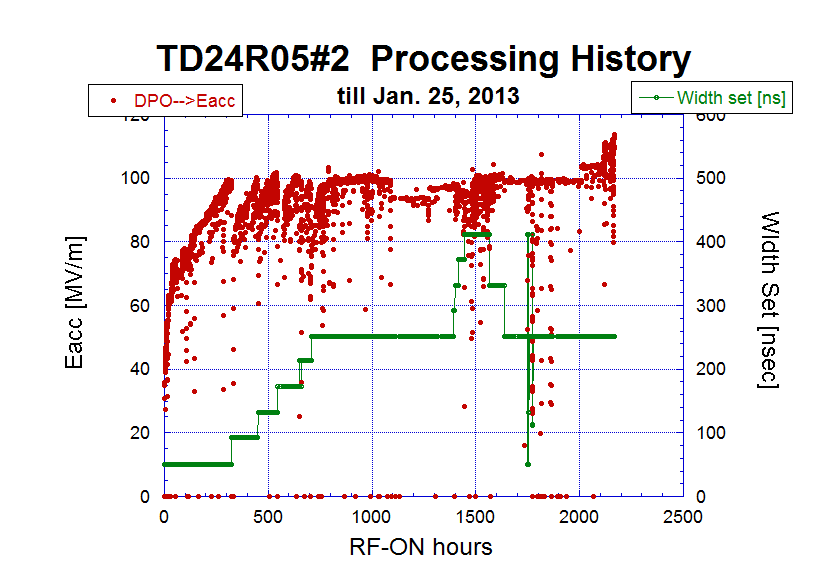 TD24R05#2 Processing History
till Jan. 25, 2013
DPO-->Eacc
Width set [ns]
120
100
80
60
40
20
0
Eacc [MV/m]
600
500
400
300
200
100
0
Width Set [nsec]
0 500 1000 1500 2000 2500
RF-ON hours